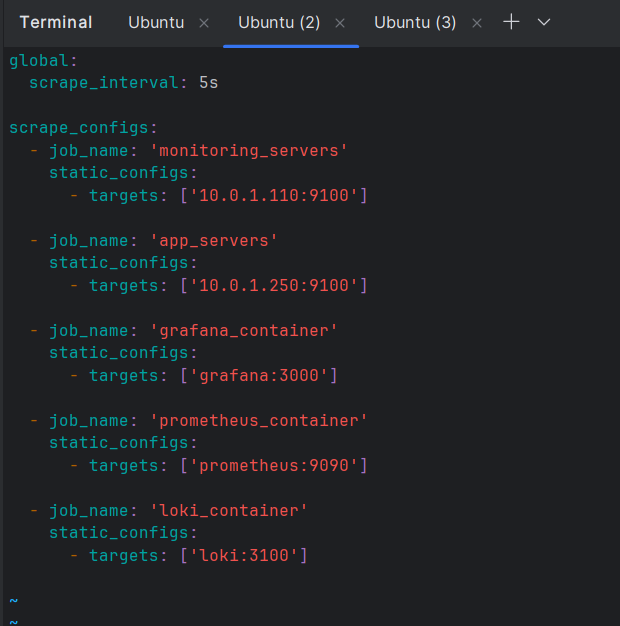 Terminal Ubuntu × Ubuntu (2) × Ubuntu (3) × +
global:
  scrape_interval: 5s

scrape_configs:
  - job_name: 'monitoring_servers'
    static_configs:
      - targets: ['10.0.1.110:9100']

  - job_name: 'app_servers'
    static_configs:
      - targets: ['10.0.1.250:9100']

  - job_name: 'grafana_container'
    static_configs:
      - targets: ['grafana:3000']

  - job_name: 'prometheus_container'
    static_configs:
      - targets: ['prometheus:9090']

  - job_name: 'loki_container'
    static_configs:
      - targets: ['loki:3100']

~
~